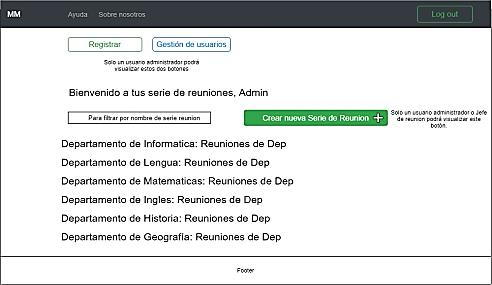 MM Ayuda Sobre nosotros Log out
Registrar Gestión de usuarios
Solo un usuario administrador podrá
visualizar estos dos botones
Bienvenido a tus serie de reuniones, Admin
Para filtrar por nombre de serie reunion
Crear nueva Serie de Reunion
Solo un usuario administrador o Jefe
de reunion podrá visualizar este
botón.
Departamento de Informatica: Reuniones de Dep
Departamento de Lengua: Reuniones de Dep
Departamento de Matematicas: Reuniones de Dep
Departamento de Ingles: Reuniones de Dep
Departamento de Historia: Reuniones de Dep
Departamento de Geografía: Reuniones de Dep
Footer